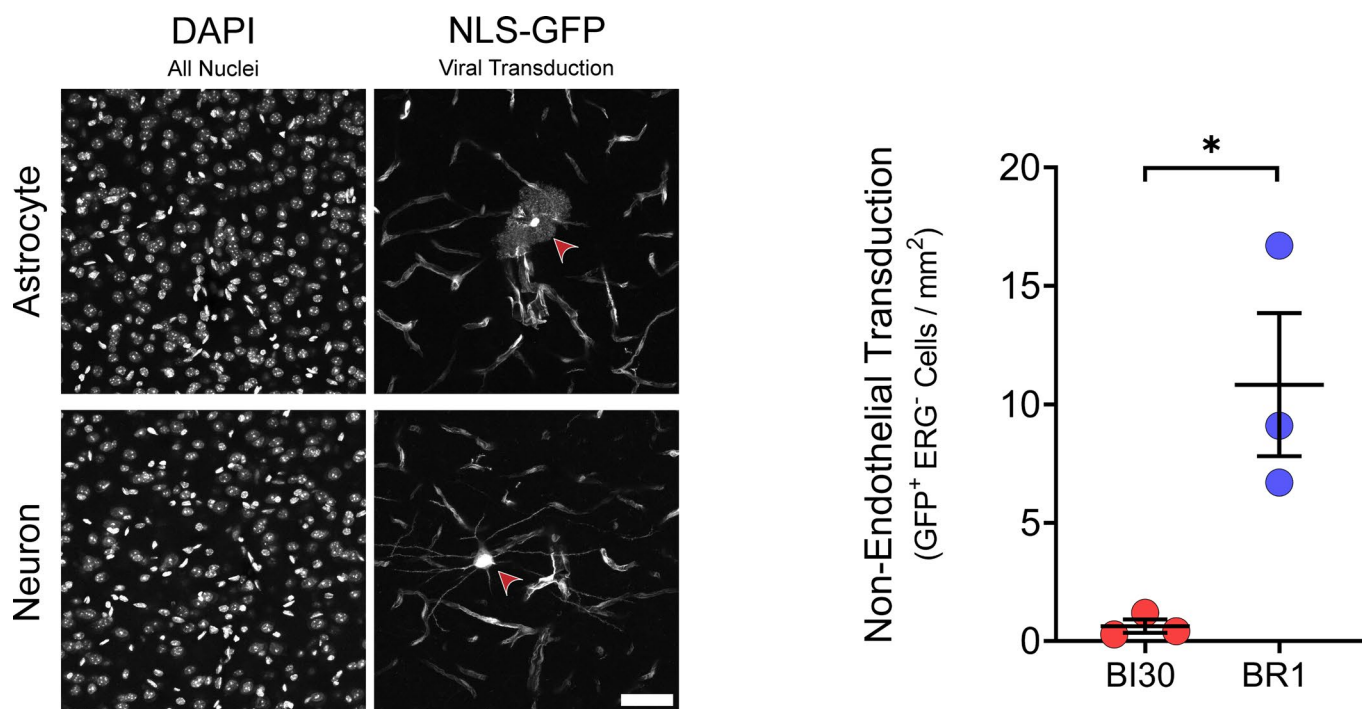 DAPI
All Nuclei
NLS-GFP
Viral Transduction
Astrocyte
Neuron
Non-Endothelial Transduction
(GFP⁺ ERG⁻ Cells / mm²)
20
15
10
5
0
*
BI30
BR1